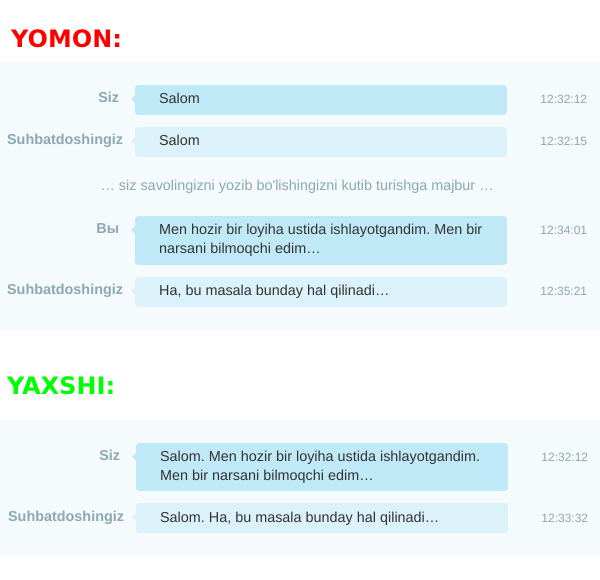 YOMON:
Siz
Salom
12:32:12
Suhbatdoshingiz
Salom
12:32:15
… siz savolingizni yozib bo'lishingizni kutib turishga majbur …
Вы
Men hozir bir loyiha ustida ishlayotgandim. Men bir
narsani bilmoqchi edim…
12:34:01
Suhbatdoshingiz
Ha, bu masala bunday hal qilinadi…
12:35:21
YAXSHI:
Siz
Salom. Men hozir bir loyiha ustida ishlayotgandim.
Men bir narsani bilmoqchi edim…
12:32:12
Suhbatdoshingiz
Salom. Ha, bu masala bunday hal qilinadi…
12:33:32